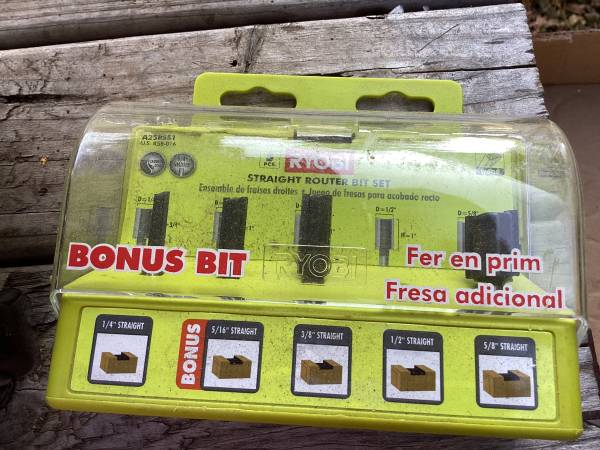 A25RS51
5
PCS.
RYOBI
STRAIGHT ROUTER BIT SET
Ensemble de fraises droites • Juego de fresas para acabado recto
D=1/2"
D=5/8"
H=1"
BONUS BIT
RYOBI
Fer en prim
Fresa adicional
1/4" STRAIGHT
BONUS
5/16" STRAIGHT
3/8" STRAIGHT
1/2" STRAIGHT
5/8" STRAIGHT